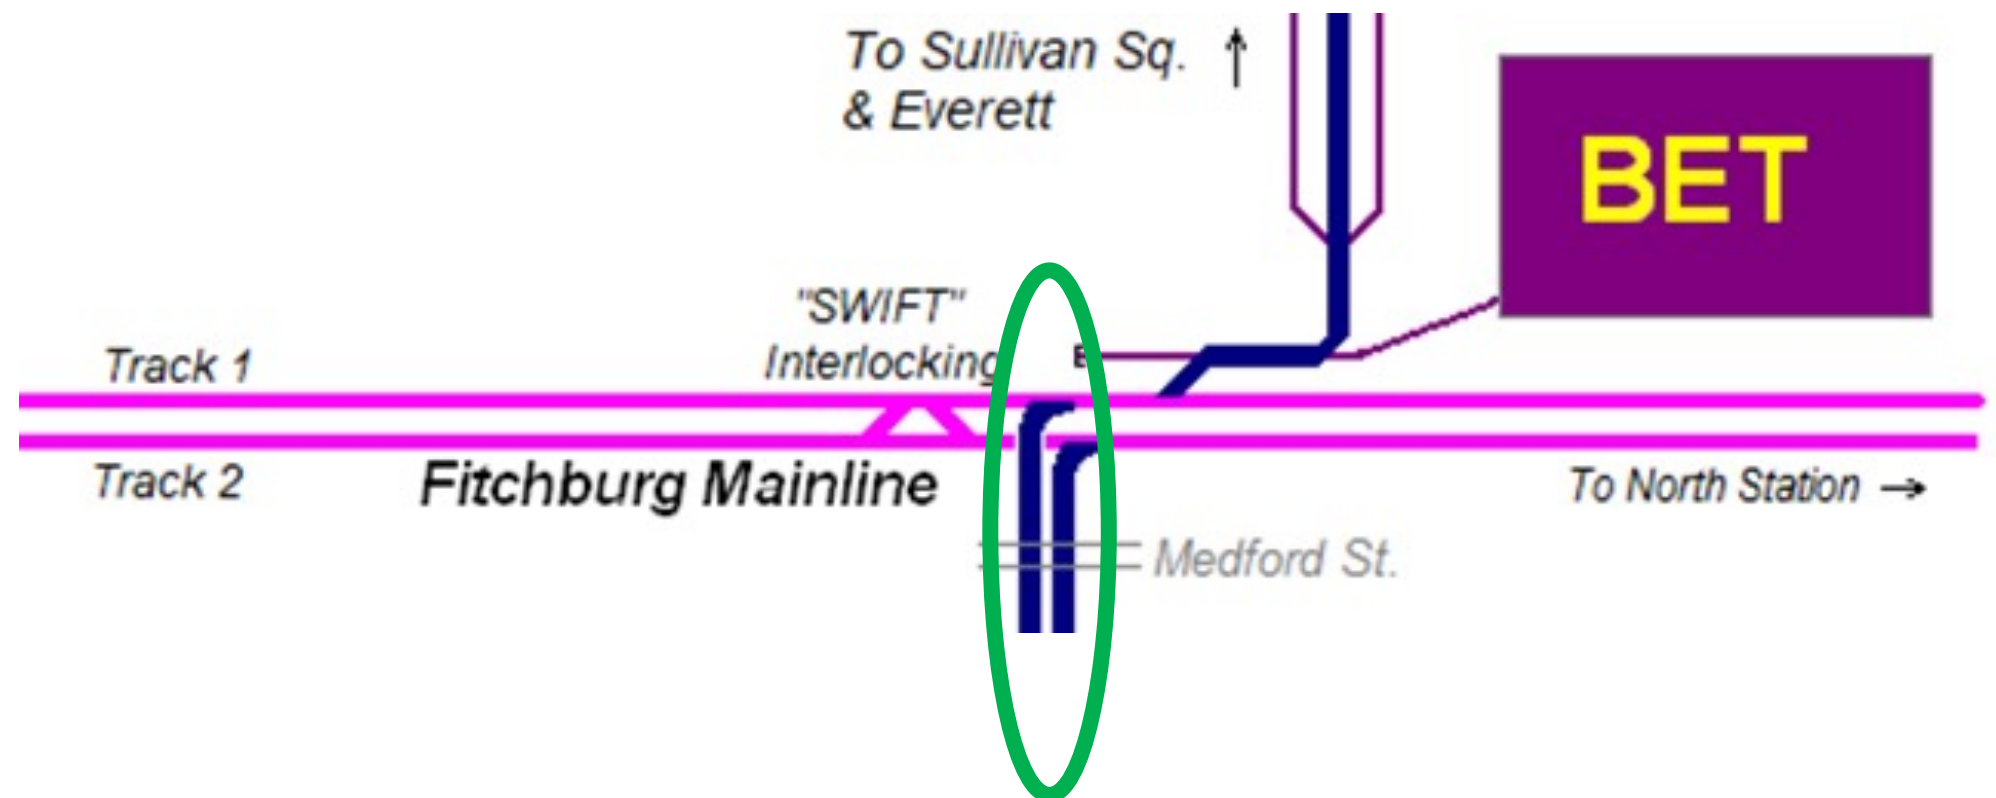 To Sullivan Sq. ↑
& Everett
BET
"SWIFT"
Interlocking
E
Track 1
Track 2
Fitchburg Mainline
To North Station →
Medford St.